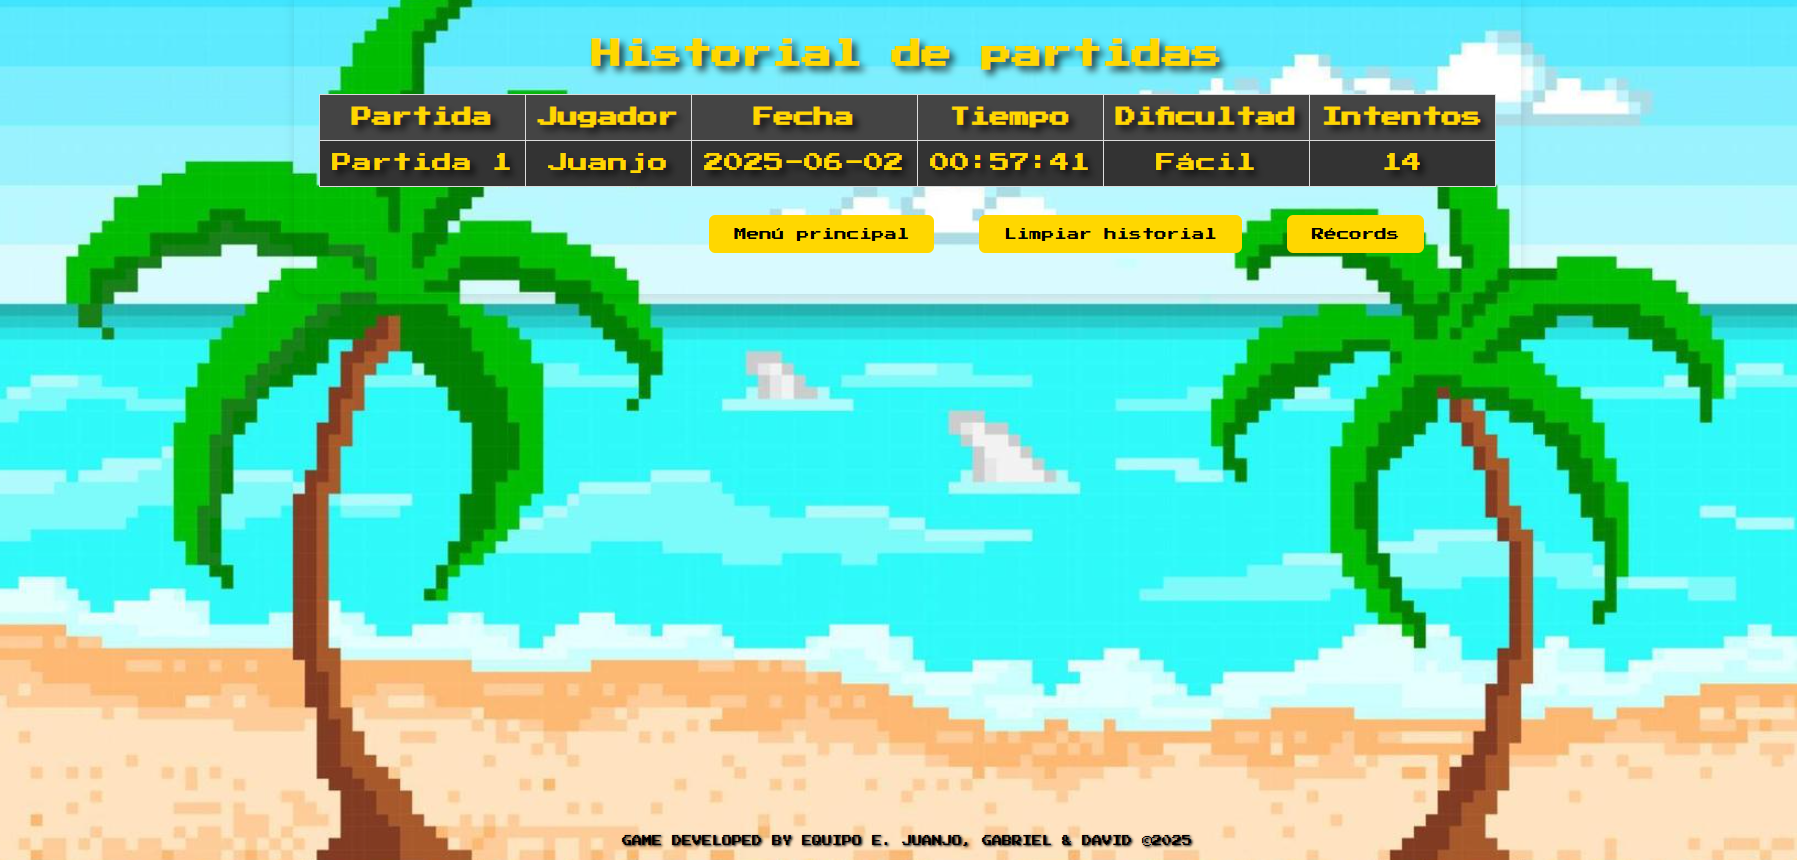 Historial de partidas
Partida Jugador Fecha Tiempo Dificultad Intentos
Partida 1 Juanjo 2025-06-02 00:57:41 Fácil 14
Menú principal Limpiar historial Récords
GAME DEVELOPED BY EQUIPO E. JUANJO, GABRIEL & DAVID @2025